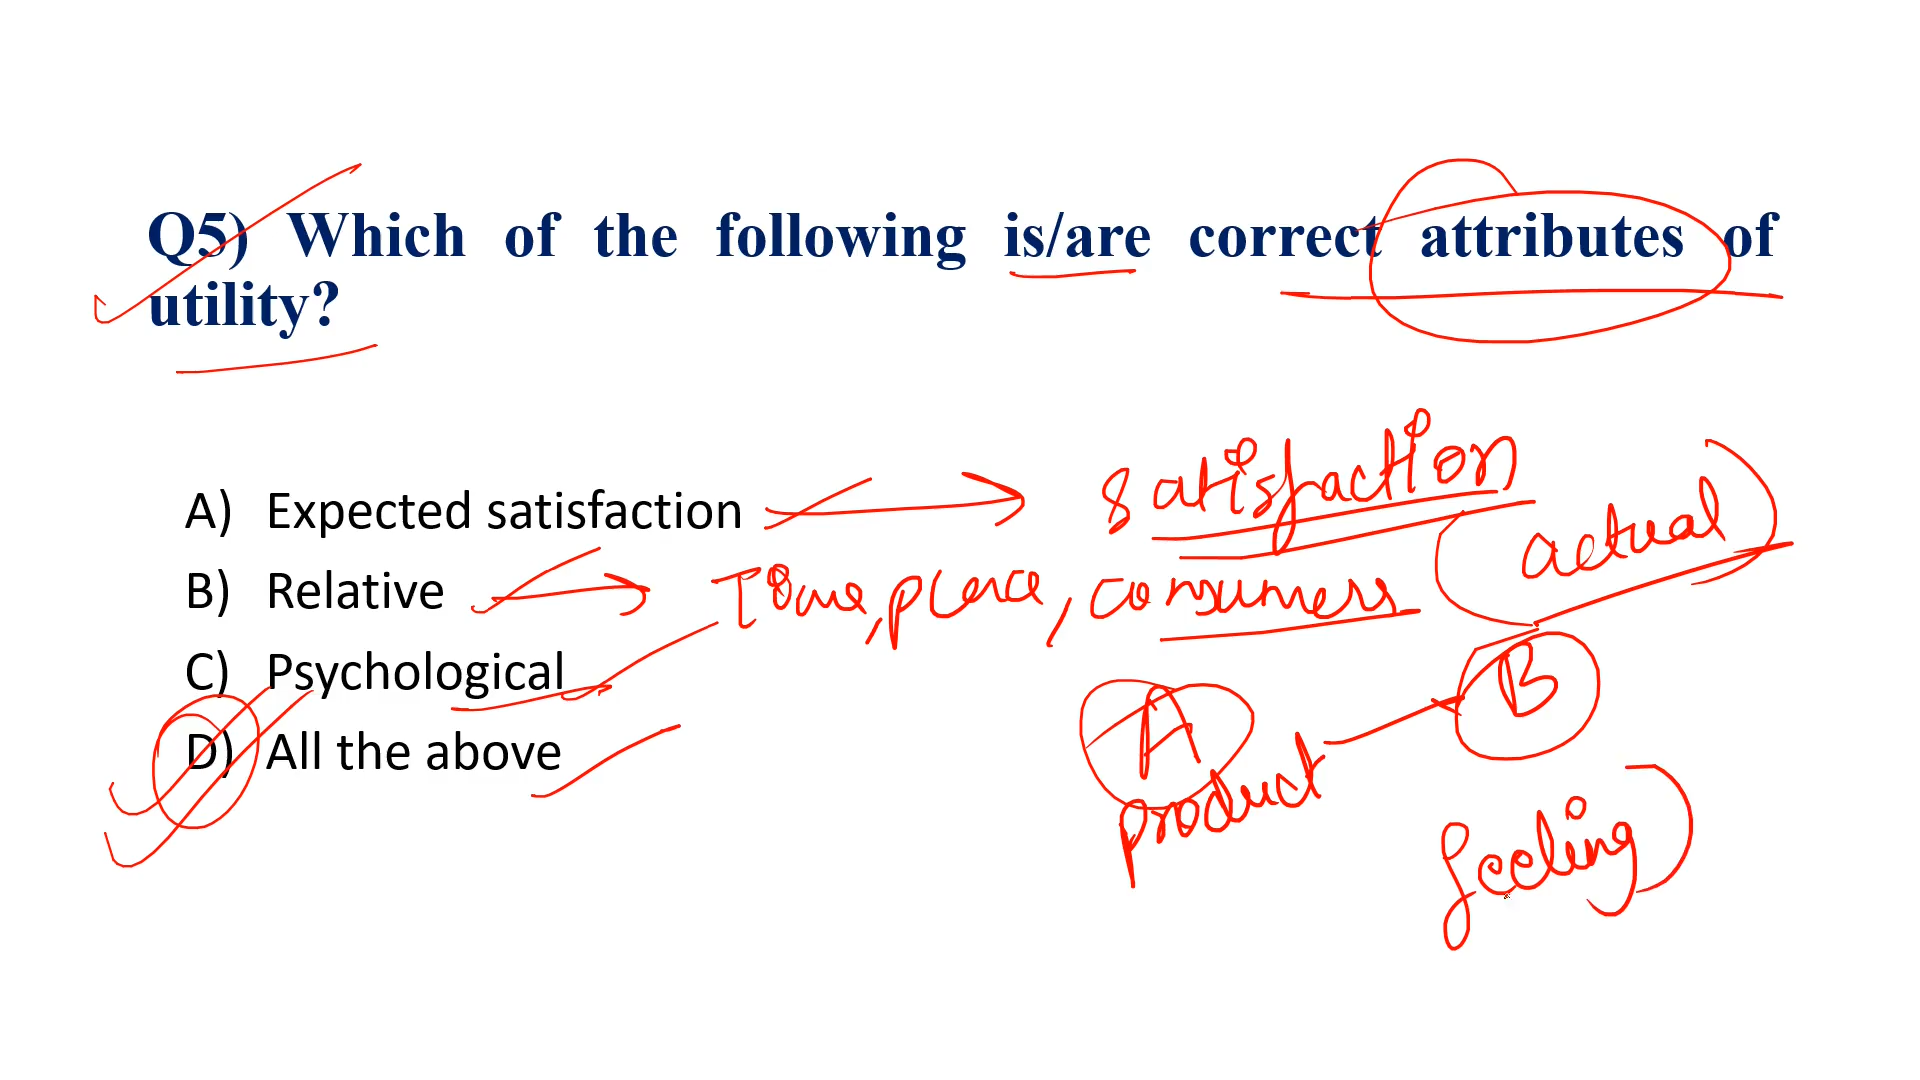 Q5) Which of the following is/are correct attributes of
utility?
A) Expected satisfaction
satisfaction
(actual)
B) Relative
Time, place, consumers
C) Psychological
D) All the above
A
B
product
feeling)